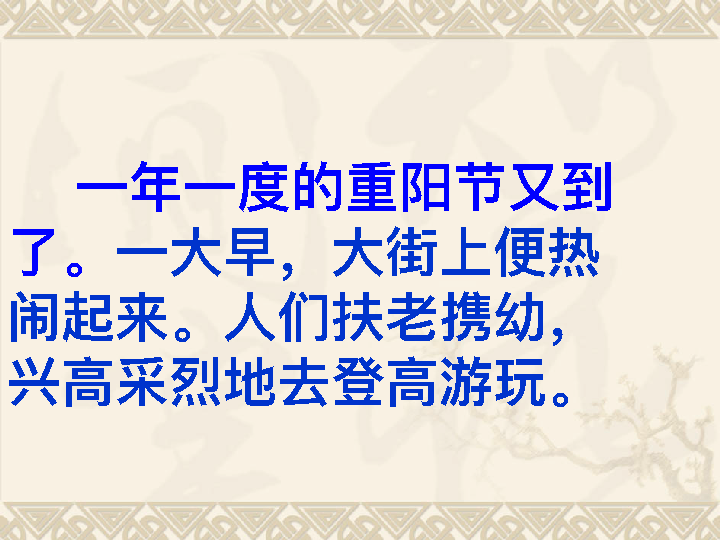 一年一度的重阳节又到
了。一大早，大街上便热
闹起来。人们扶老携幼，
兴高采烈地去登高游玩。